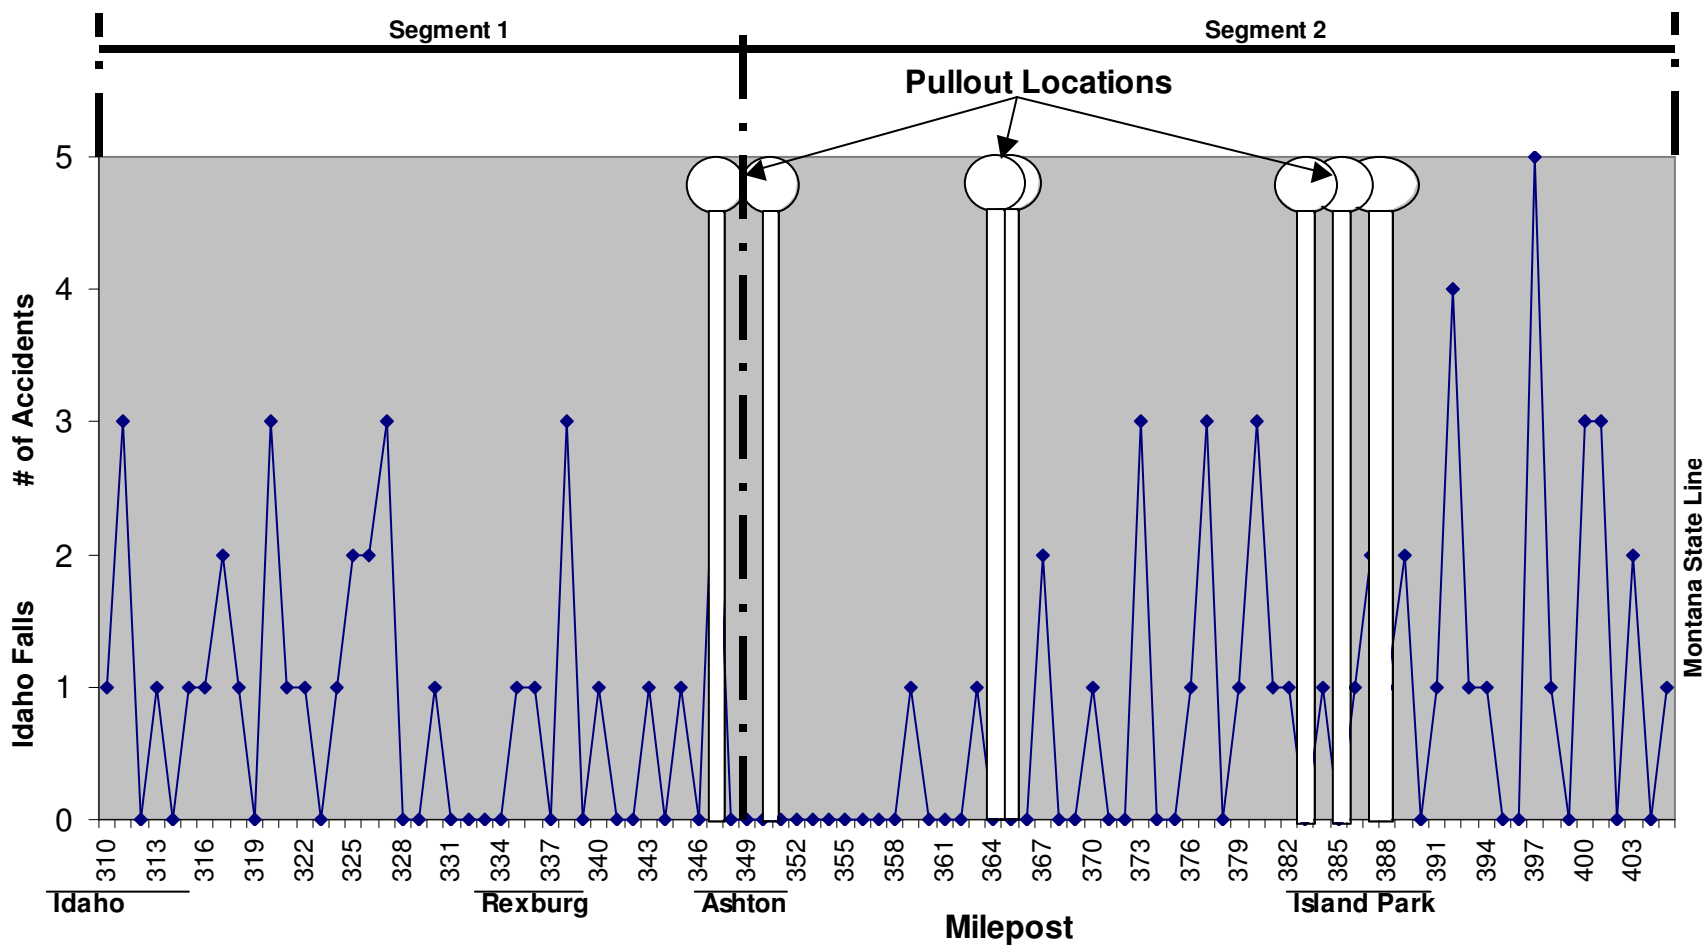 Segment 1
Segment 2
Pullout Locations
5
4
3
2
1
0
# of Accidents
Idaho Falls
Montana State Line
310 313 316 319 322 325 328 331 334 337 340 343 346 349 352 355 358 361 364 367 370 373 376 379 382 385 388 391 394 397 400 403
Idaho
Rexburg
Ashton
Island Park
Milepost